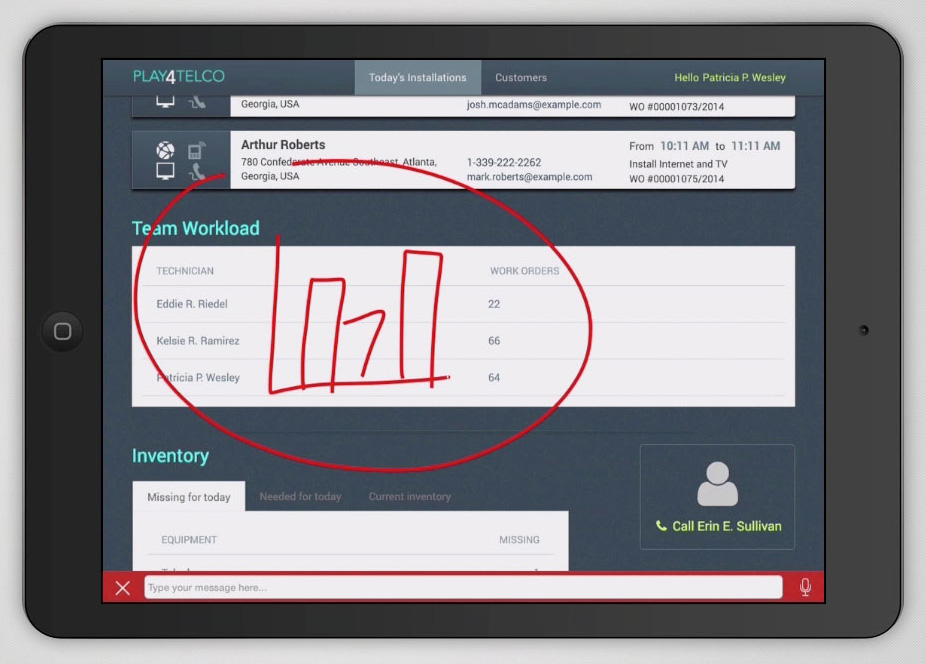 PLAY4TELCO Today's Installations Customers Hello Patricia P. Wesley
Georgia, USA josh.mcadams@example.com WO #00001073/2014
Arthur Roberts From 10:11 AM to 11:11 AM
780 Confederate Avenue Southeast, Atlanta, 1-339-222-2262 Install Internet and TV
Georgia, USA mark.roberts@example.com WO #00001075/2014
Team Workload
TECHNICIAN WORK ORDERS
Eddie R. Riedel 22
Kelsie R. Ramirez 66
Patricia P. Wesley 64
Inventory
Missing for today Needed for today Current inventory
Call Erin E. Sullivan
EQUIPMENT MISSING
Type your message here...